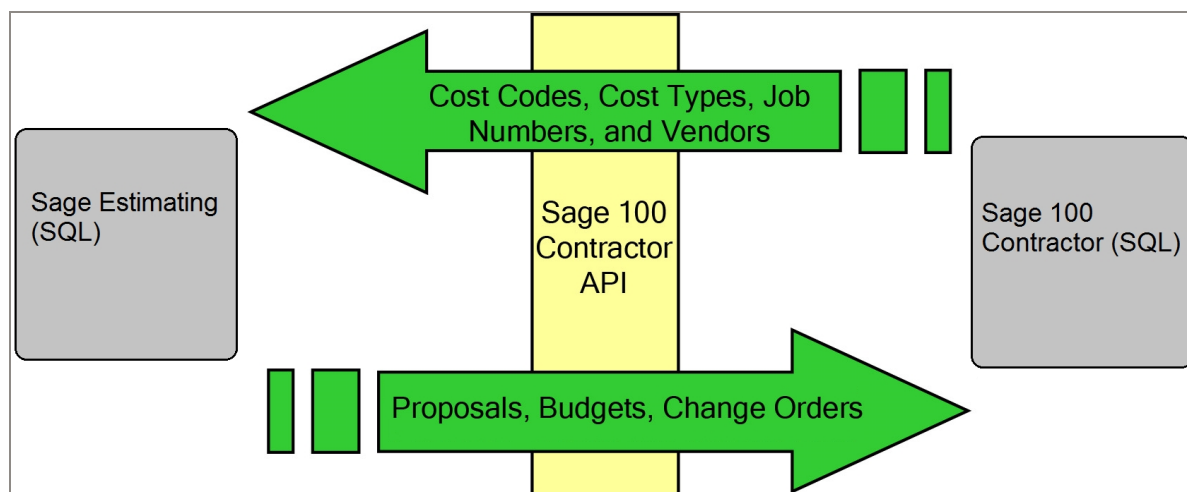 Cost Codes, Cost Types, Job
Numbers, and Vendors
Sage Estimating
(SQL)
Sage 100
Contractor
API
Sage 100
Contractor (SQL)
Proposals, Budgets, Change Orders